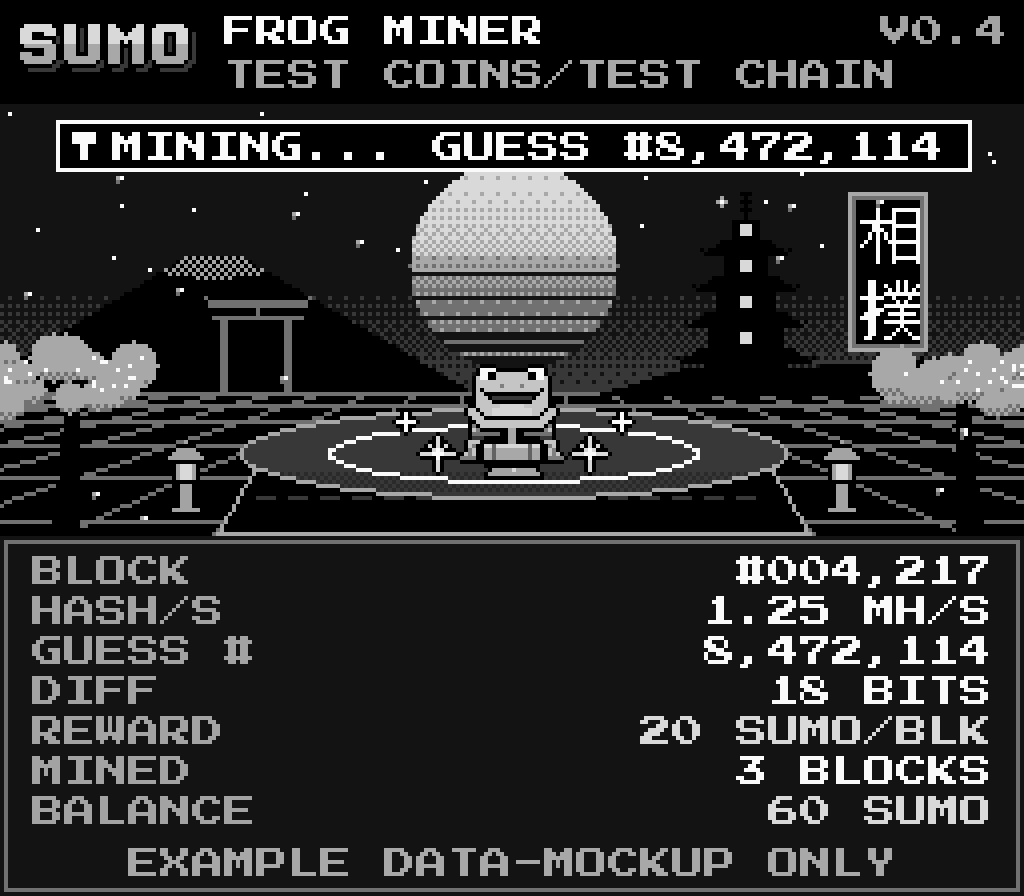 SUMO FROG MINER V0.4
TEST COINS/TEST CHAIN
MINING... GUESS #8,472,114
相撲
BLOCK #004,217
HASH/S 1.25 MH/S
GUESS # 8,472,114
DIFF 18 BITS
REWARD 20 SUMO/BLK
MINED 3 BLOCKS
BALANCE 60 SUMO
EXAMPLE DATA-MOCKUP ONLY